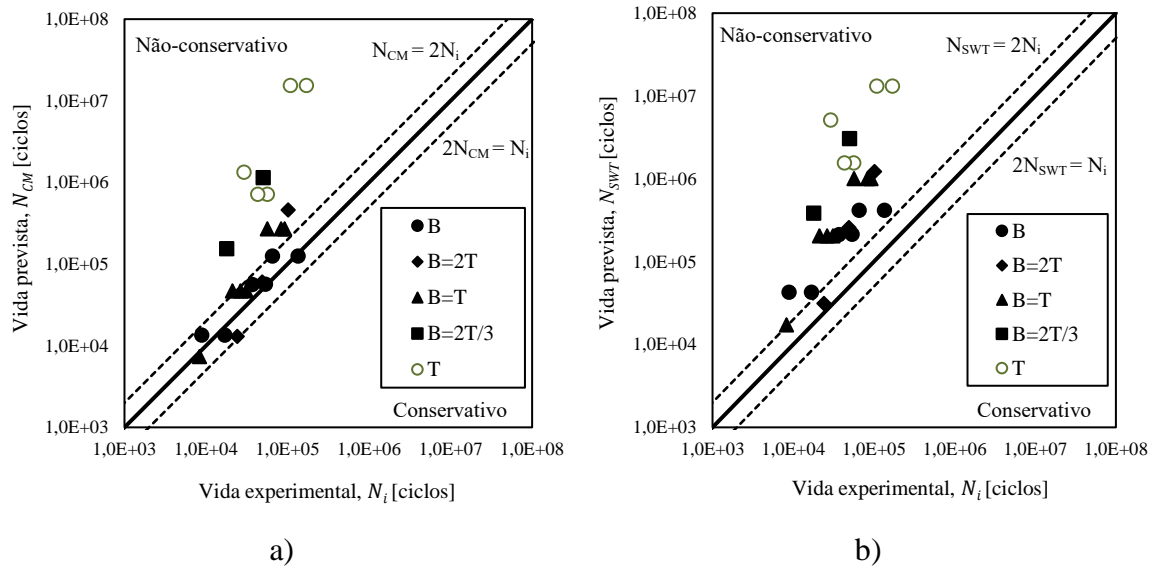 1,0E+08
Não-conservativo
N_CM = 2N_i
1,0E+07
2N_CM = N_i
1,0E+06
1,0E+05
1,0E+04
1,0E+03
Vida prevista, N_CM [ciclos]
B
B=2T
B=T
B=2T/3
T
Conservativo
1,0E+03 1,0E+04 1,0E+05 1,0E+06 1,0E+07 1,0E+08
Vida experimental, N_i [ciclos]
a)
1,0E+08
Não-conservativo
N_SWT = 2N_i
1,0E+07
2N_SWT = N_i
1,0E+06
1,0E+05
1,0E+04
1,0E+03
Vida prevista, N_SWT [ciclos]
B
B=2T
B=T
B=2T/3
T
Conservativo
1,0E+03 1,0E+04 1,0E+05 1,0E+06 1,0E+07 1,0E+08
Vida experimental, N_i [ciclos]
b)